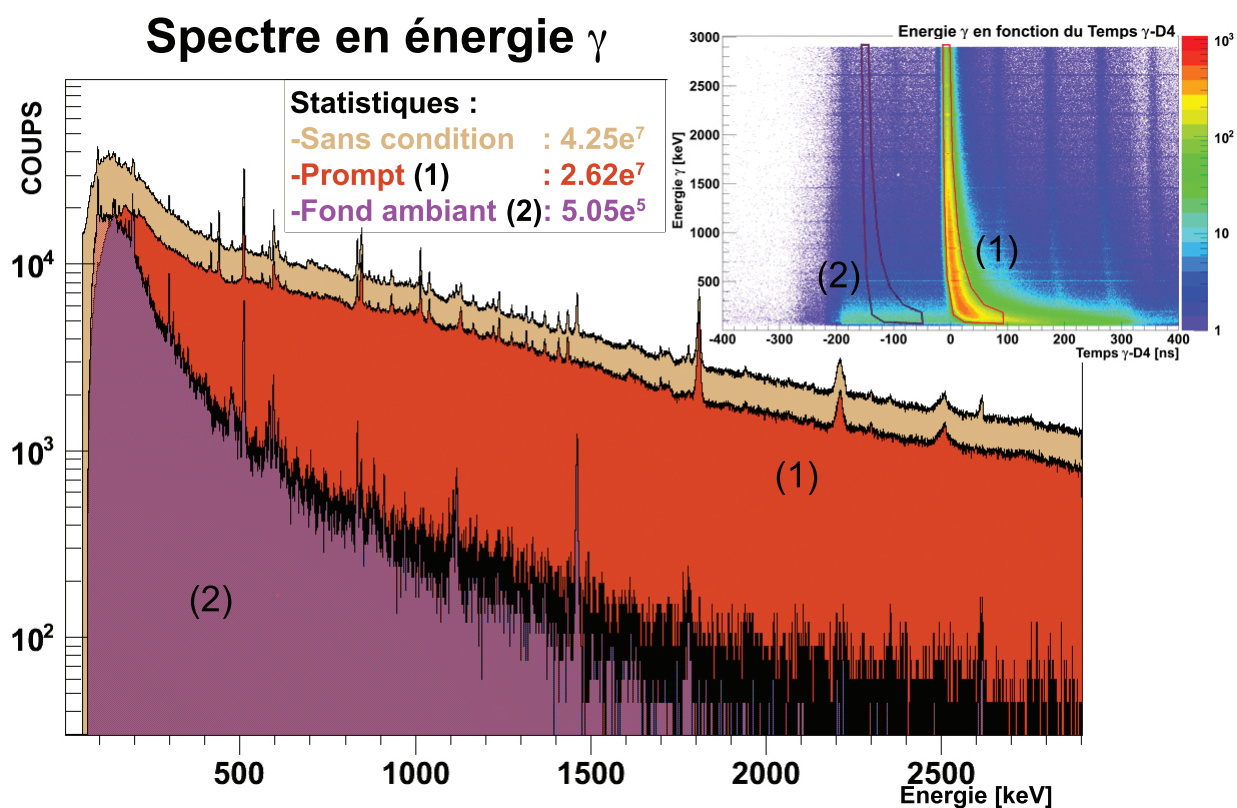 Spectre en énergie γ
COUPS
10⁴
10³
10²
Statistiques :
-Sans condition : 4.25e⁷
-Prompt (1) : 2.62e⁷
-Fond ambiant (2): 5.05e⁵
(1)
(2)
500 1000 1500 2000 2500
Energie [keV]
Energie γ en fonction du Temps γ-D4
Energie γ [keV]
3000
2500
2000
1500
1000
500
(2)
(1)
-400 -300 -200 -100 0 100 200 300 400
Temps γ-D4 [ns]
10³
10²
10
1